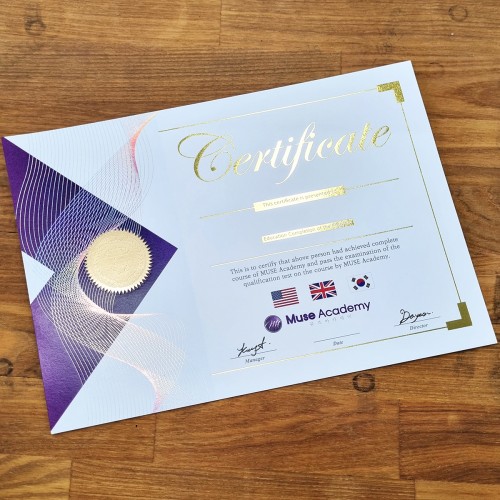 Certificate
This certificate is presented to
Education Completion of the
This is to certify that above person had achieved complete
course of MUSE Academy and pass the examination of the
qualification test on the course by MUSE Academy.
m Muse Academy
Manager
Date
Director